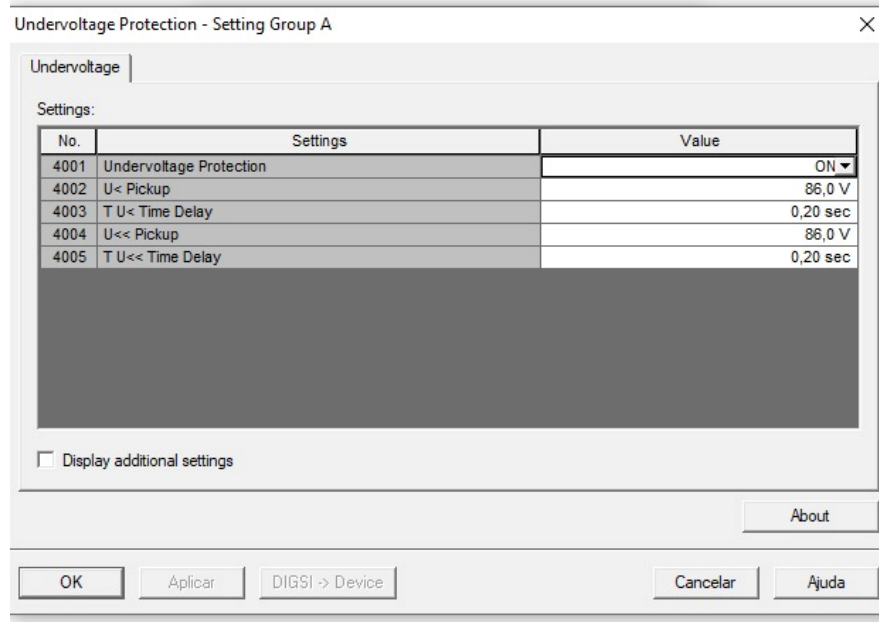 Undervoltage Protection - Setting Group A
Undervoltage
Settings:
No. Settings Value
4001 Undervoltage Protection ON
4002 U< Pickup 86,0 V
4003 T U< Time Delay 0,20 sec
4004 U<< Pickup 86,0 V
4005 T U<< Time Delay 0,20 sec
Display additional settings
About
OK Aplicar DIGSI -> Device Cancelar Ajuda